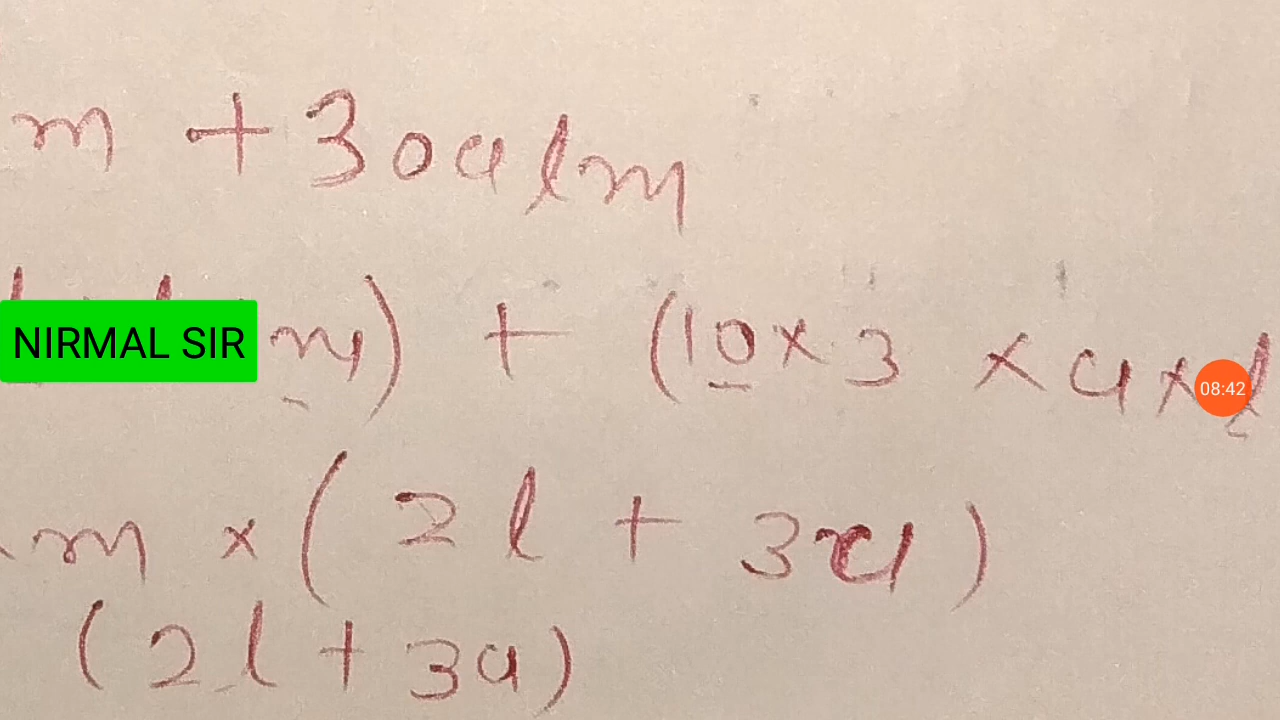 m + 30alm
NIRMAL SIR m) + (10 × 3 × a × l
08:42
m × (2l + 3a)
(2l + 3a)